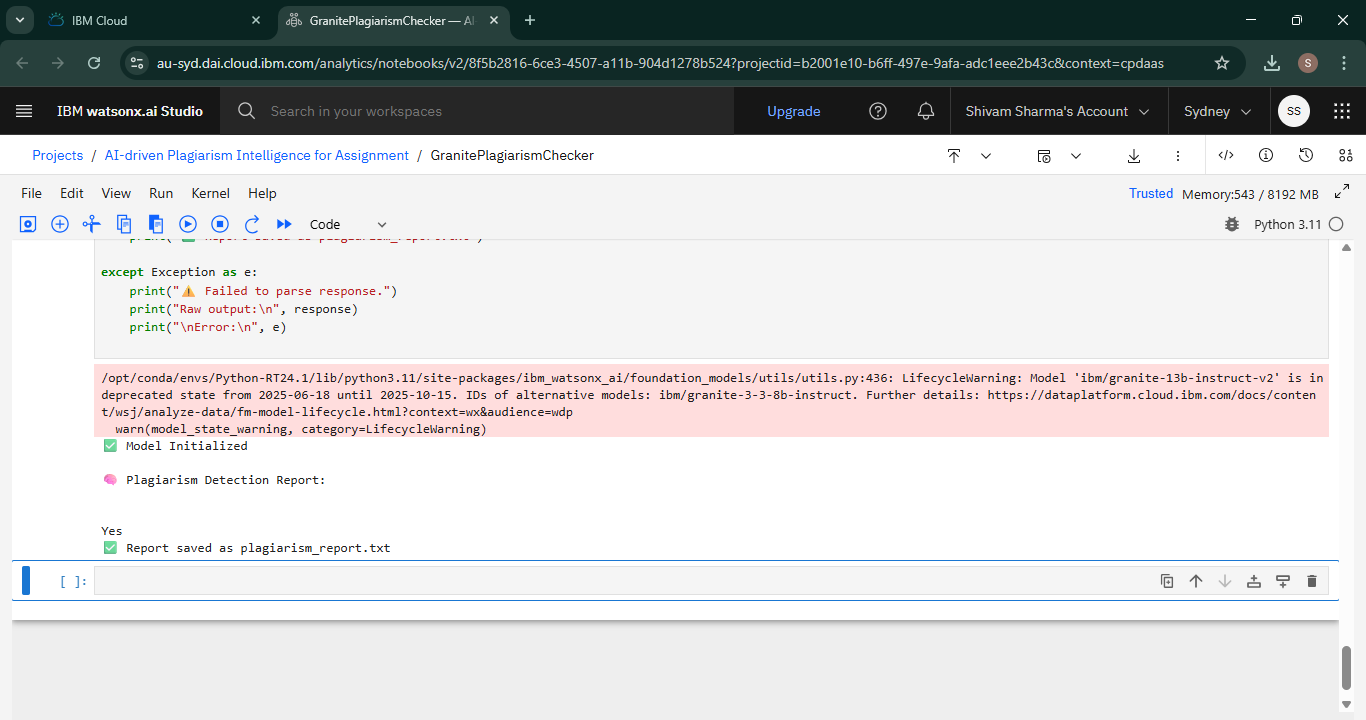 IBM Cloud
GranitePlagiarismChecker — AI
au-syd.dai.cloud.ibm.com/analytics/notebooks/v2/8f5b2816-6ce3-4507-a11b-904d1278b524?projectid=b2001e10-b6ff-497e-9afa-adc1eee2b43c&context=cpdaas
S
IBM watsonx.ai Studio
Search in your workspaces
Upgrade
Shivam Sharma's Account
Sydney
SS
Projects / AI-driven Plagiarism Intelligence for Assignment / GranitePlagiarismChecker
File Edit View Run Kernel Help
Trusted Memory:543 / 8192 MB
Code
Python 3.11
print("✅ Report saved as plagiarism_report.txt")
except Exception as e:
print("⚠️ Failed to parse response.")
print("Raw output:\n", response)
print("\nError:\n", e)
/opt/conda/envs/Python-RT24.1/lib/python3.11/site-packages/ibm_watsonx_ai/foundation_models/utils/utils.py:436: LifecycleWarning: Model 'ibm/granite-13b-instruct-v2' is in
deprecated state from 2025-06-18 until 2025-10-15. IDs of alternative models: ibm/granite-3-3-8b-instruct. Further details: https://dataplatform.cloud.ibm.com/docs/conten
t/wsj/analyze-data/fm-model-lifecycle.html?context=wx&audience=wdp
warn(model_state_warning, category=LifecycleWarning)
✅ Model Initialized
🧠 Plagiarism Detection Report:
Yes
✅ Report saved as plagiarism_report.txt
[ ]: